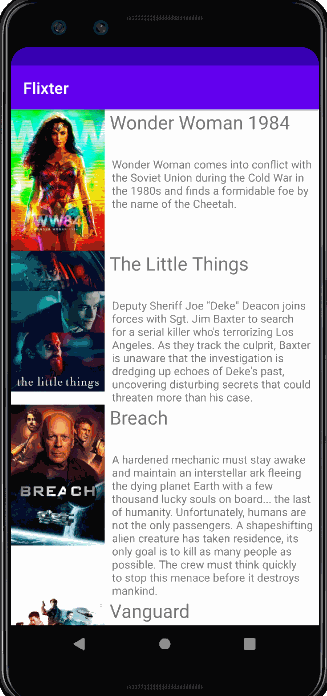 Flixter
Wonder Woman 1984
Wonder Woman comes into conflict with
the Soviet Union during the Cold War in
the 1980s and finds a formidable foe by
the name of the Cheetah.
WW84
The Little Things
Deputy Sheriff Joe "Deke" Deacon joins
forces with Sgt. Jim Baxter to search
for a serial killer who's terrorizing Los
Angeles. As they track the culprit, Baxter
is unaware that the investigation is
dredging up echoes of Deke's past,
uncovering disturbing secrets that could
threaten more than his case.
the little things
Breach
A hardened mechanic must stay awake
and maintain an interstellar ark fleeing
the dying planet Earth with a few
thousand lucky souls on board... the last
of humanity. Unfortunately, humans are
not the only passengers. A shapeshifting
alien creature has taken residence, its
only goal is to kill as many people as
possible. The crew must think quickly
to stop this menace before it destroys
mankind.
BREACH
Vanguard